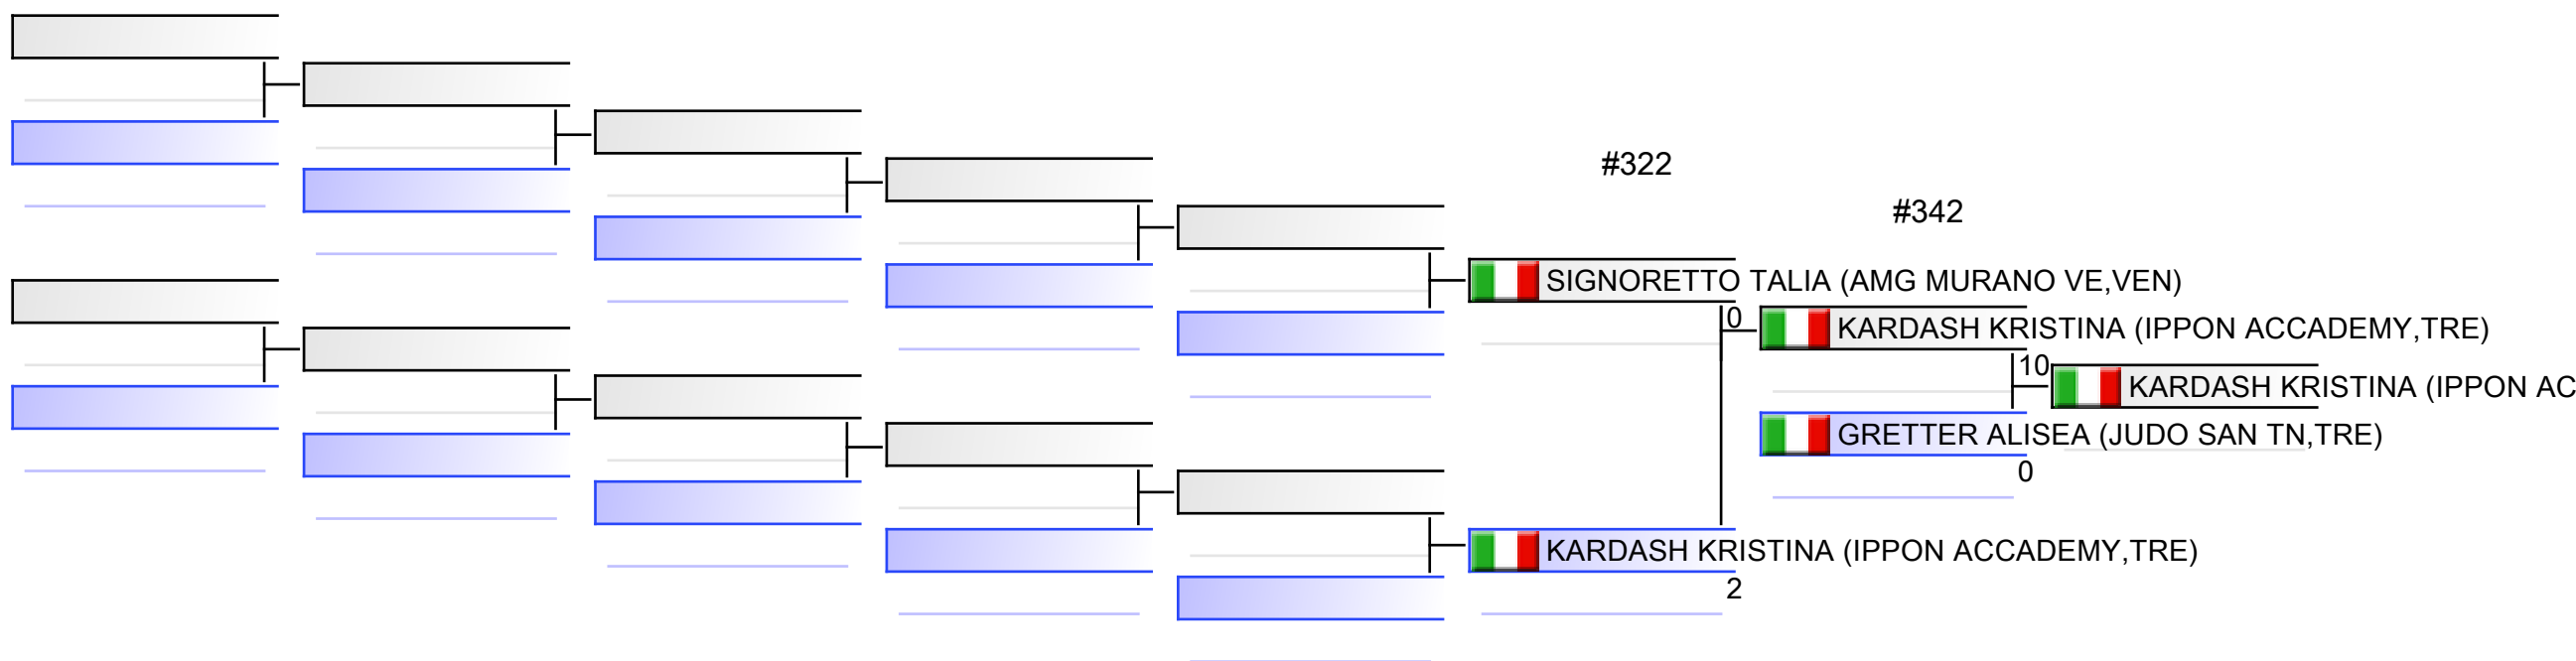 #322
#342
SIGNORETTO TALIA (AMG MURANO VE,VEN)
0
KARDASH KRISTINA (IPPON ACCADEMY,TRE)
10
KARDASH KRISTINA (IPPON AC
GRETTER ALISEA (JUDO SAN TN,TRE)
0
KARDASH KRISTINA (IPPON ACCADEMY,TRE)
2